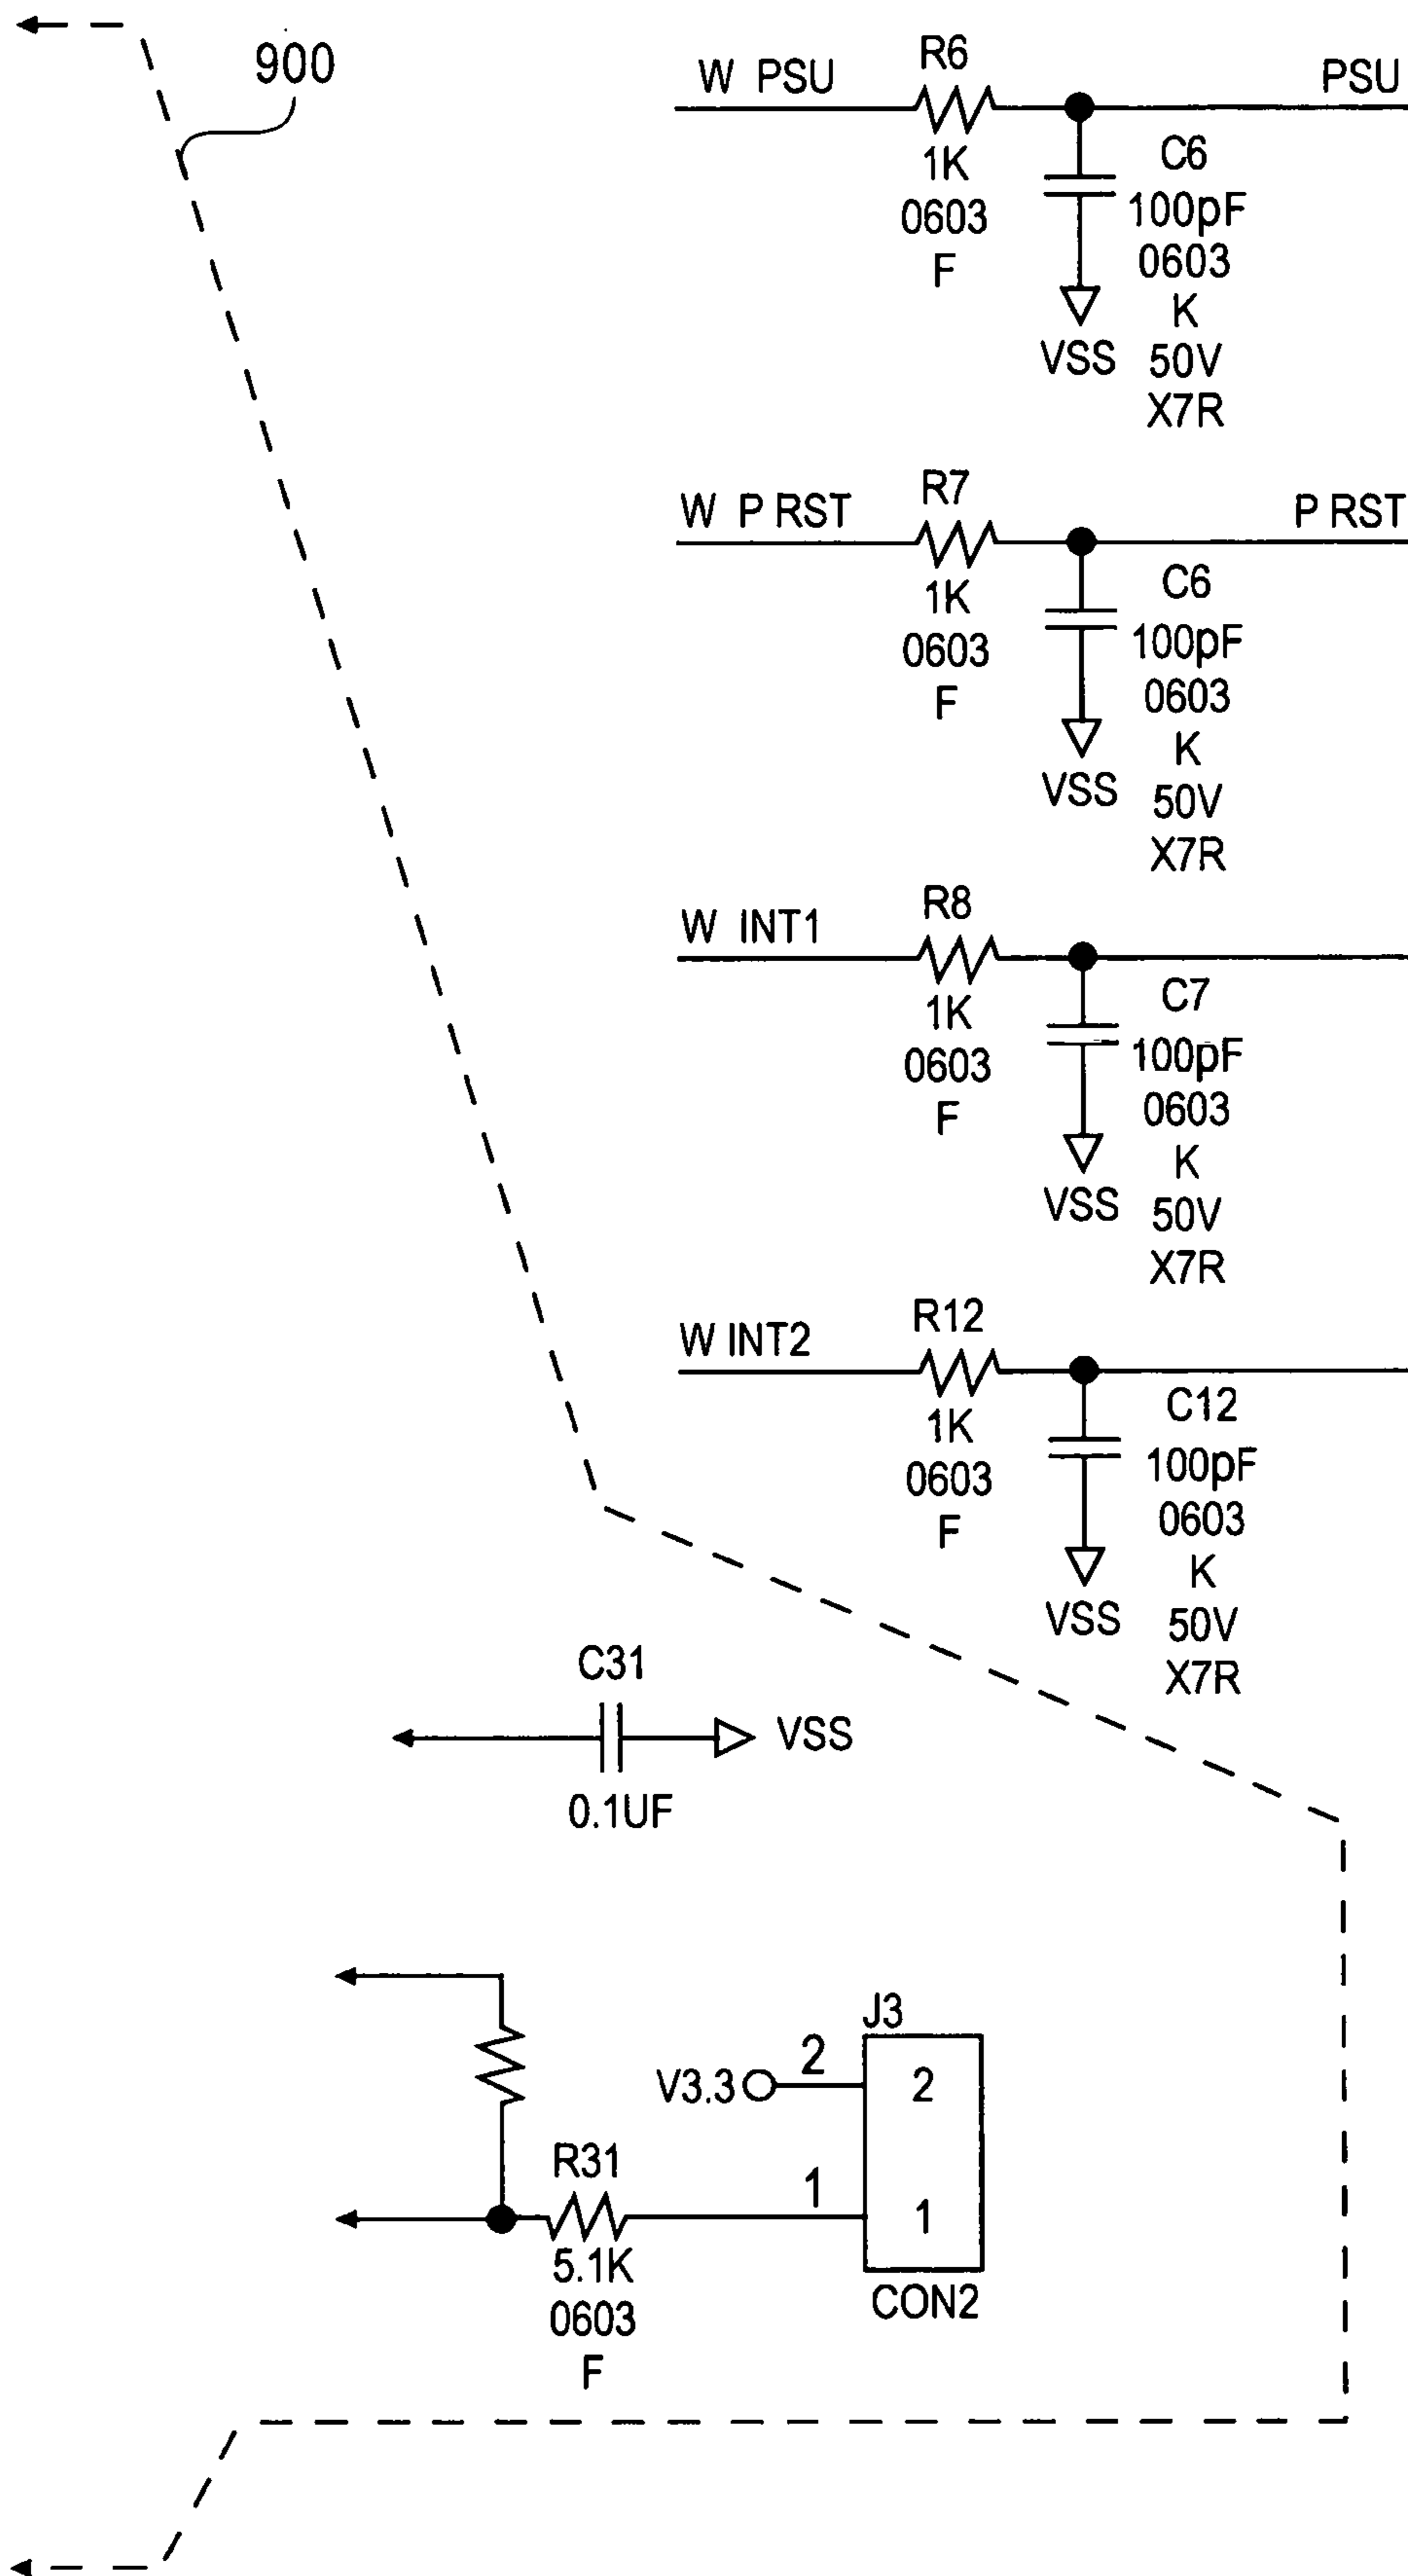 900
W PSU
R6
PSU
1K
0603
F
C6
100pF
0603
K
50V
X7R
VSS
W P RST
R7
P RST
1K
0603
F
C6
100pF
0603
K
50V
X7R
VSS
W INT1
R8
1K
0603
F
C7
100pF
0603
K
50V
X7R
VSS
W INT2
R12
1K
0603
F
C12
100pF
0603
K
50V
X7R
VSS
C31
VSS
0.1UF
J3
V3.3
2
2
R31
1
1
5.1K
0603
F
CON2